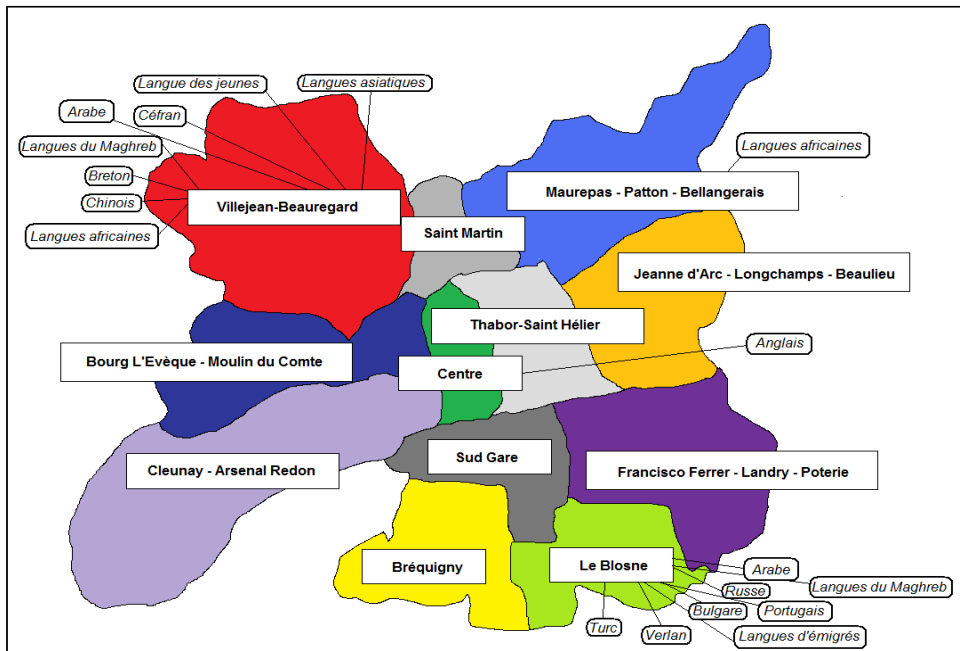 Langue des jeunes
Langues asiatiques
Arabe
Céfran
Langues du Maghreb
Langues africaines
Breton
Maurepas - Patton - Bellangerais
Chinois
Villejean-Beauregard
Langues africaines
Saint Martin
Jeanne d'Arc - Longchamps - Beaulieu
Thabor-Saint Hélier
Anglais
Bourg L'Evèque - Moulin du Comte
Centre
Sud Gare
Cleunay - Arsenal Redon
Francisco Ferrer - Landry - Poterie
Bréquigny
Le Blosne
Arabe
Langues du Maghreb
Russe
Portugais
Bulgare
Turc
Verlan
Langues d'émigrés